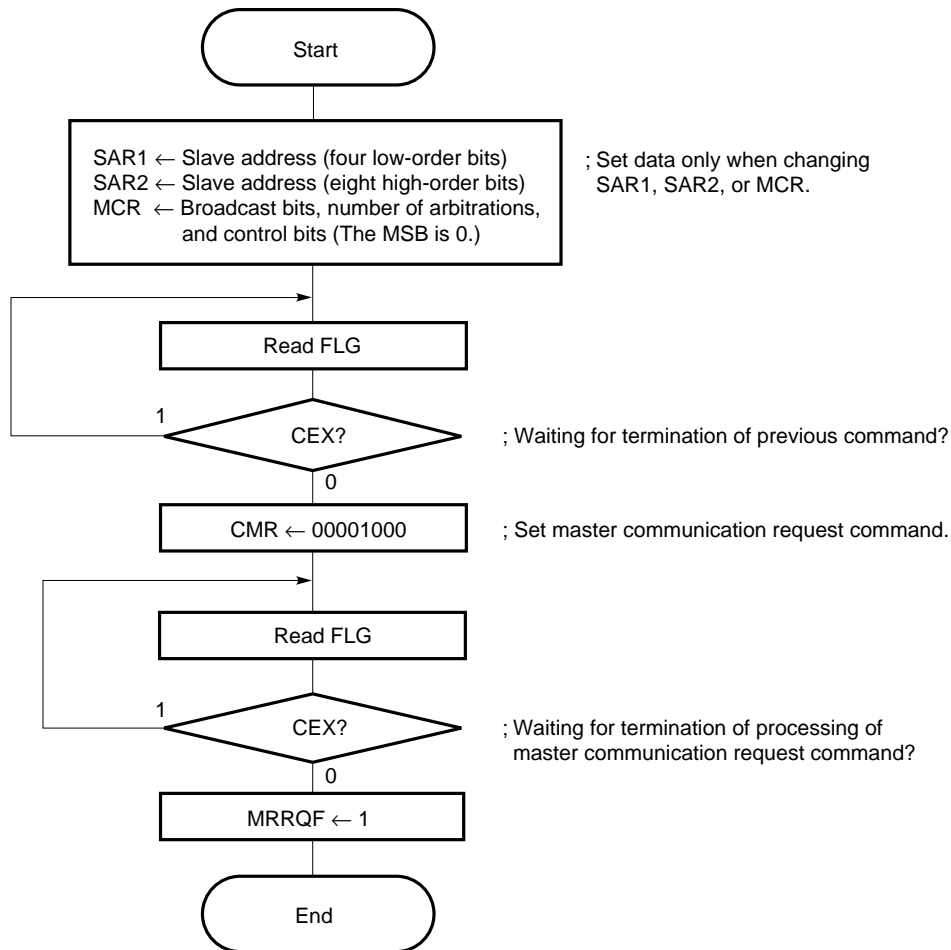 Start
SAR1 ← Slave address (four low-order bits)
SAR2 ← Slave address (eight high-order bits)
MCR ← Broadcast bits, number of arbitrations,
and control bits (The MSB is 0.)
; Set data only when changing
SAR1, SAR2, or MCR.
Read FLG
1
CEX?
; Waiting for termination of previous command?
0
CMR ← 00001000
; Set master communication request command.
Read FLG
1
CEX?
; Waiting for termination of processing of
master communication request command?
0
MRRQF ← 1
End